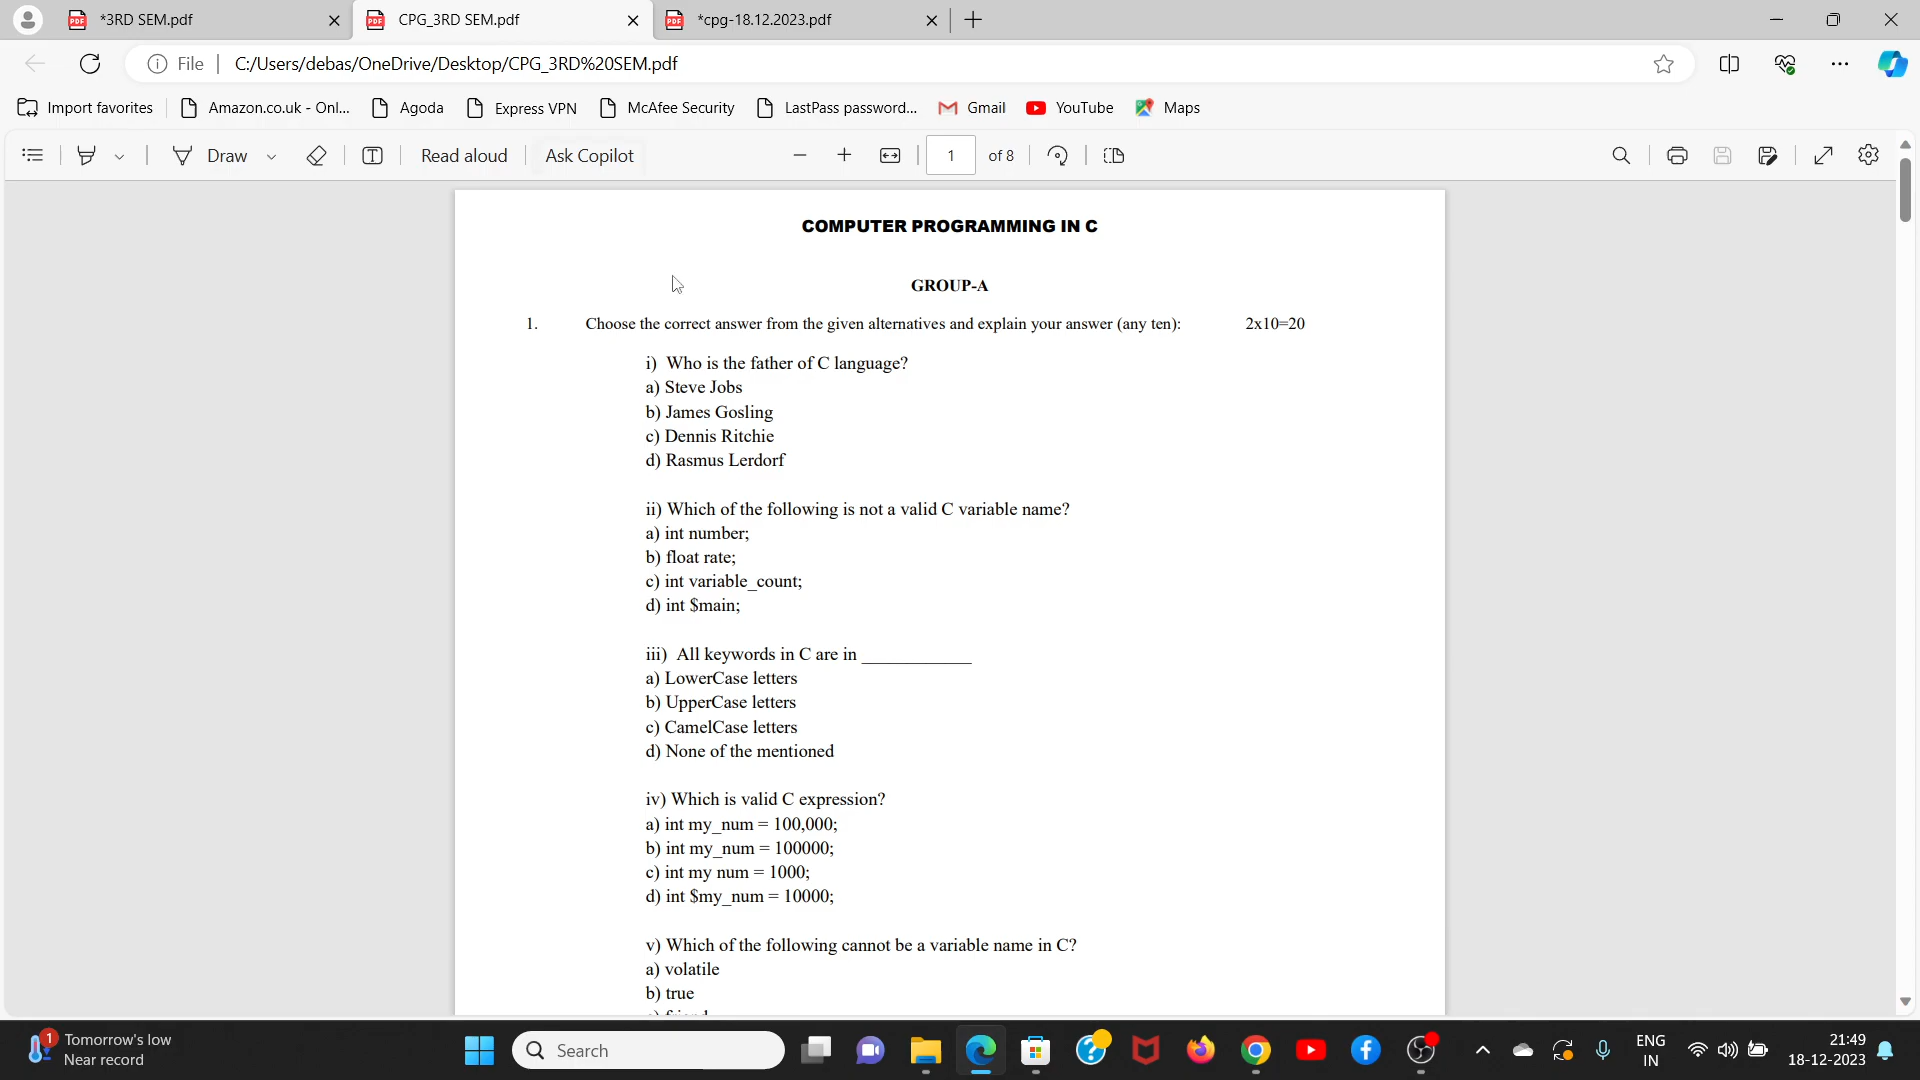 *3RD SEM.pdf
CPG_3RD SEM.pdf
*cpg-18.12.2023.pdf
File
C:/Users/debas/OneDrive/Desktop/CPG_3RD%20SEM.pdf
Import favorites
Amazon.co.uk - Onl...
Agoda
Express VPN
McAfee Security
LastPass password...
Gmail
YouTube
Maps
Draw
Read aloud
Ask Copilot
1
of 8
COMPUTER PROGRAMMING IN C
GROUP-A
1. Choose the correct answer from the given alternatives and explain your answer (any ten): 2x10=20
i) Who is the father of C language?
a) Steve Jobs
b) James Gosling
c) Dennis Ritchie
d) Rasmus Lerdorf
ii) Which of the following is not a valid C variable name?
a) int number;
b) float rate;
c) int variable_count;
d) int $main;
iii) All keywords in C are in ____________
a) LowerCase letters
b) UpperCase letters
c) CamelCase letters
d) None of the mentioned
iv) Which is valid C expression?
a) int my_num = 100,000;
b) int my_num = 100000;
c) int my num = 1000;
d) int $my_num = 10000;
v) Which of the following cannot be a variable name in C?
a) volatile
b) true
1
Tomorrow's low
Near record
Search
ENG
IN
21:49
18-12-2023